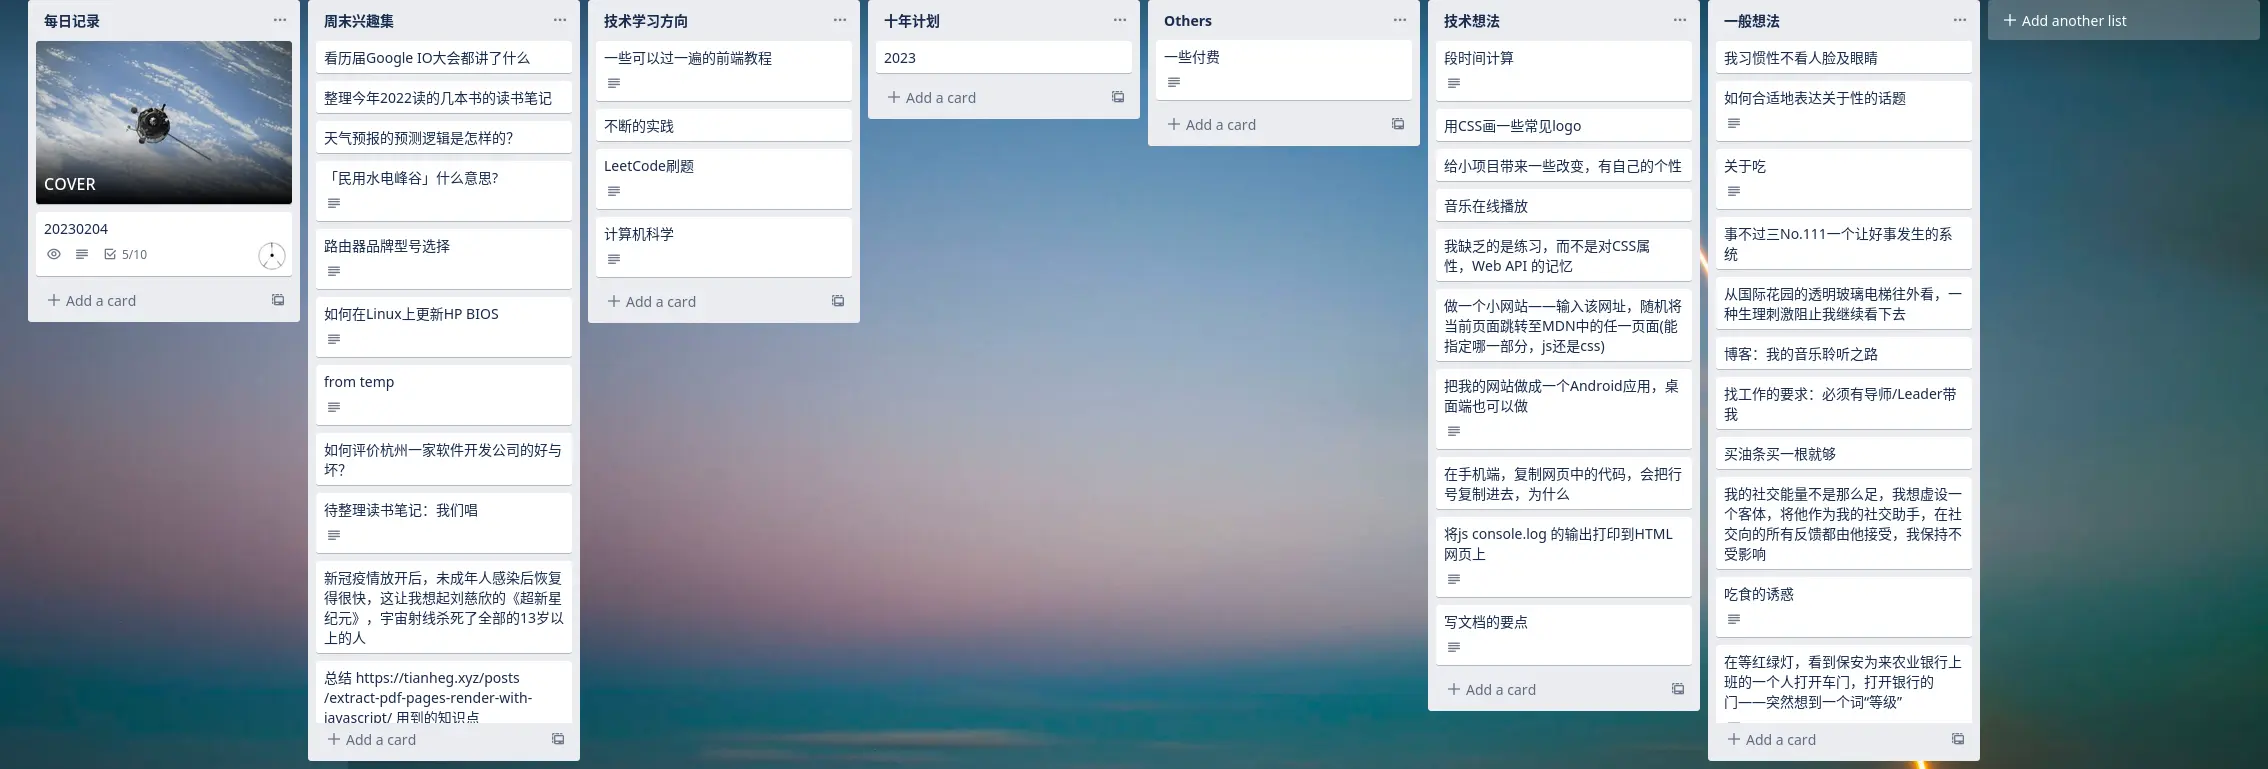 每日记录
COVER
20230204
5/10
Add a card
周末兴趣集
看历届Google IO大会都讲了什么
整理今年2022读的几本书的读书笔记
天气预报的预测逻辑是怎样的？
「民用水电峰谷」什么意思？
路由器品牌型号选择
如何在Linux上更新HP BIOS
from temp
如何评价杭州一家软件开发公司的好与
坏？
待整理读书笔记：我们唱
新冠疫情放开后，未成年人感染后恢复
得很快，这让我想起刘慈欣的《超新星
纪元》，宇宙射线杀死了全部的13岁以
上的人
总结 https://tianheg.xyz/posts
/extract-pdf-pages-render-with-
javascript/ 用到的知识点
Add a card
技术学习方向
一些可以过一遍的前端教程
不断的实践
LeetCode刷题
计算机科学
Add a card
十年计划
2023
Add a card
Others
一些付费
Add a card
技术想法
段时间计算
用CSS画一些常见logo
给小项目带来一些改变，有自己的个性
音乐在线播放
我缺乏的是练习，而不是对CSS属
性，Web API 的记忆
做一个小网站——输入该网址，随机将
当前页面跳转至MDN中的任一页面(能
指定哪一部分，js还是css)
把我的网站做成一个Android应用，桌
面端也可以做
在手机端，复制网页中的代码，会把行
号复制进去，为什么
将js console.log 的输出打印到HTML
网页上
写文档的要点
Add a card
一般想法
我习惯性不看人脸及眼睛
如何合适地表达关于性的话题
关于吃
事不过三No.111一个让好事发生的系
统
从国际花园的透明玻璃电梯往外看，一
种生理刺激阻止我继续看下去
博客：我的音乐聆听之路
找工作的要求：必须有导师/Leader带
我
买油条买一根就够
我的社交能量不是那么足，我想虚设一
个客体，将他作为我的社交助手，在社
交向的所有反馈都由他接受，我保持不
受影响
吃食的诱惑
在等红绿灯，看到保安为来农业银行上
班的一个人打开车门，打开银行的
门——突然想到一个词“等级”
Add a card
Add another list